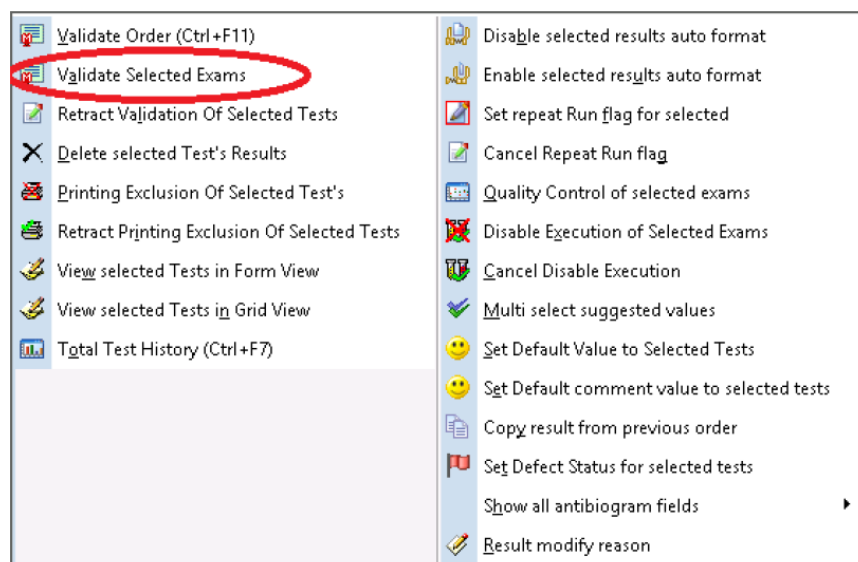 Validate Order (Ctrl+F11)
Validate Selected Exams
Retract Validation Of Selected Tests
Delete selected Test's Results
Printing Exclusion Of Selected Test's
Retract Printing Exclusion Of Selected Tests
View selected Tests in Form View
View selected Tests in Grid View
Total Test History (Ctrl+F7)
Disable selected results auto format
Enable selected results auto format
Set repeat Run flag for selected
Cancel Repeat Run flag
Quality Control of selected exams
Disable Execution of Selected Exams
Cancel Disable Execution
Multi select suggested values
Set Default Value to Selected Tests
Set Default comment value to selected tests
Copy result from previous order
Set Defect Status for selected tests
Show all antibiogram fields
Result modify reason